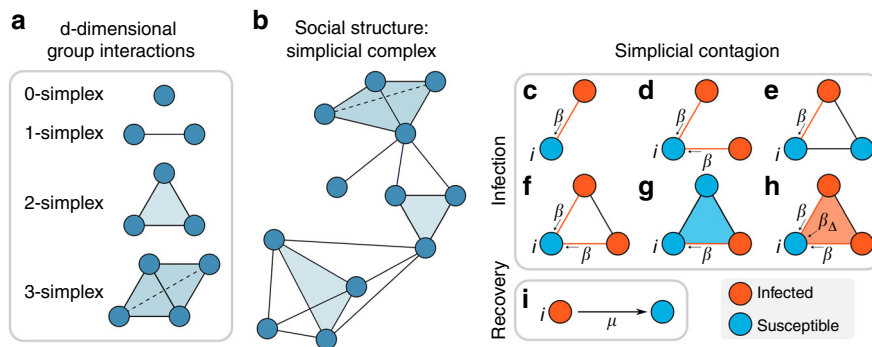 a
d-dimensional
group interactions
0-simplex
1-simplex
2-simplex
3-simplex
b
Social structure:
simplicial complex
Simplicial contagion
Infection
c
β
i
d
β
i
β
e
β
i
f
β
i
β
g
i
β
h
β
β_Δ
i
β
Recovery
i
i
μ
Infected
Susceptible